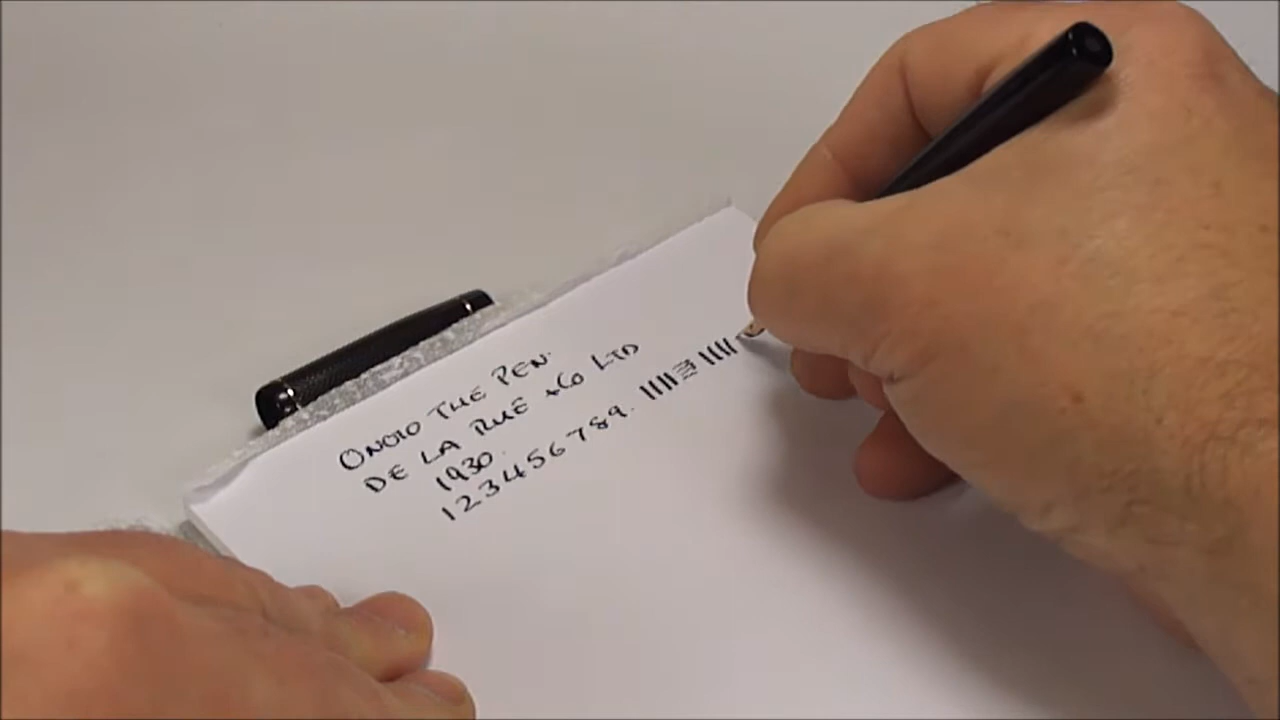 ONOTO THE PEN.
DE LA RUE +Co LTD
1930.
123456789.